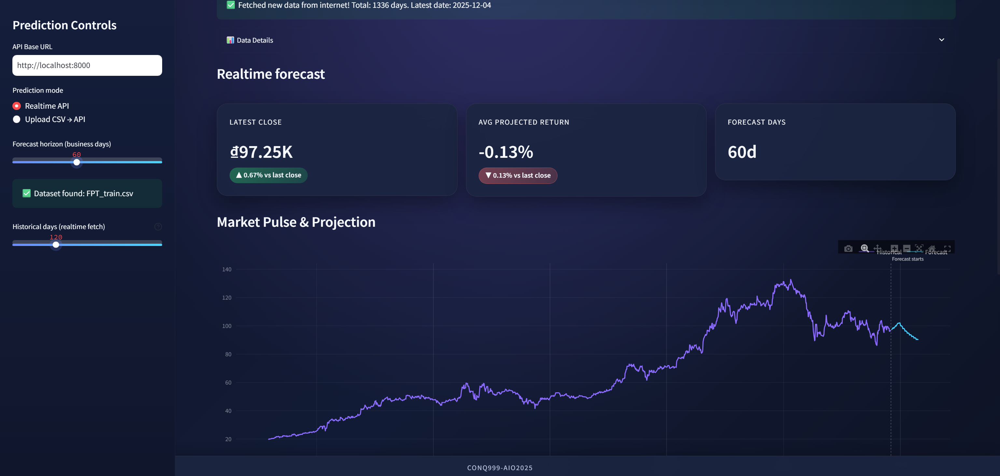 Prediction Controls
API Base URL
http://localhost:8000
Prediction mode
Realtime API
Upload CSV → API
Forecast horizon (business days)
60
✅ Dataset found: FPT_train.csv
Historical days (realtime fetch)
?
120
✅ Fetched new data from internet! Total: 1336 days. Latest date: 2025-12-04
📊 Data Details
Realtime forecast
LATEST CLOSE
₫97.25K
▲ 0.67% vs last close
AVG PROJECTED RETURN
-0.13%
▼ 0.13% vs last close
FORECAST DAYS
60d
Market Pulse & Projection
Historical
Forecast
Forecast starts
140
120
100
80
60
40
20
CONQ999-AIO2025